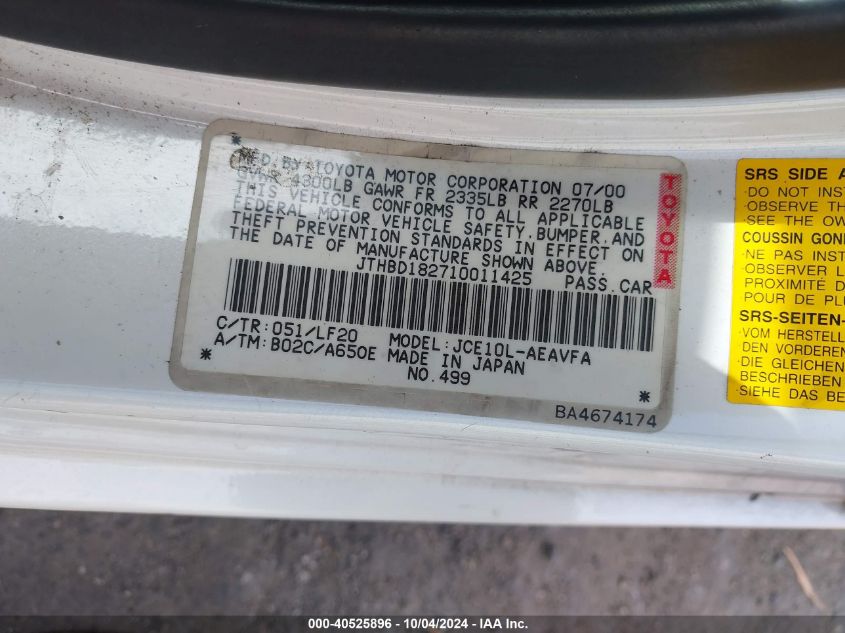 MFD. BY TOYOTA MOTOR CORPORATION 07/00
GVWR 4300LB GAWR FR 2335LB RR 2270LB
THIS VEHICLE CONFORMS TO ALL APPLICABLE
FEDERAL MOTOR VEHICLE SAFETY, BUMPER, AND
THEFT PREVENTION STANDARDS IN EFFECT ON
THE DATE OF MANUFACTURE SHOWN ABOVE.
JTHBD182710011425 PASS.CAR
C/TR:051/LF20 MODEL:JCE10L-AEAVFA
A/TM:B02C/A650E MADE IN JAPAN
NO.499
BA4674174
TOYOTA
SRS SIDE A
·DO NOT INST
·OBSERVE TH
·SEE THE OW
COUSSIN GON
·NE PAS INST
·OBSERVER L
PROXIMITÉ D
POUR DE PL
SRS-SEITEN-
·VOM HERSTELL
DEN VORDERE
·DIE GLEICHEN
BESCHRIEBEN
·SIEHE DAS BE
000-40525896 - 10/04/2024 - IAA Inc.